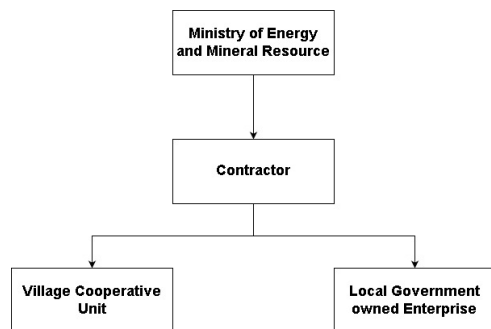 Ministry of Energy
and Mineral Resource
Contractor
Village Cooperative
Unit
Local Government
owned Enterprise